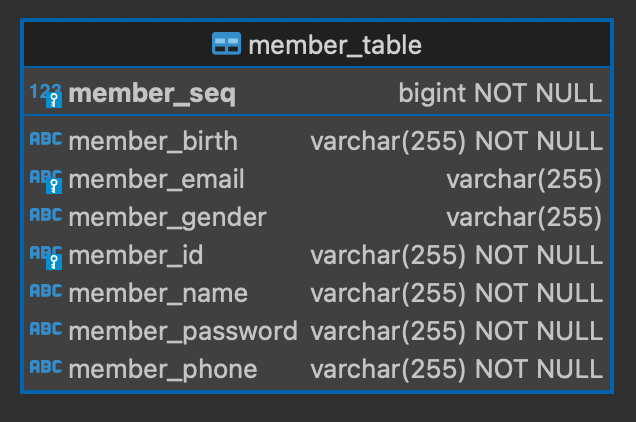 member_table
123 member_seq bigint NOT NULL
ABC member_birth varchar(255) NOT NULL
ABC member_email varchar(255)
ABC member_gender varchar(255)
ABC member_id varchar(255) NOT NULL
ABC member_name varchar(255) NOT NULL
ABC member_password varchar(255) NOT NULL
ABC member_phone varchar(255) NOT NULL